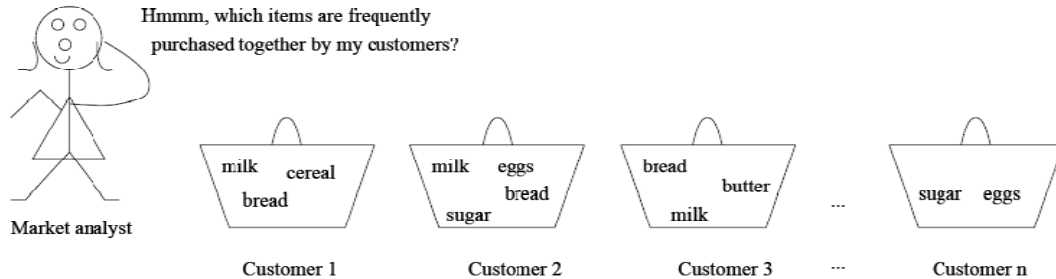 Hmmm, which items are frequently
purchased together by my customers?
milk cereal
bread
milk eggs
bread
sugar
bread
butter
milk
...
sugar eggs
Market analyst
Customer 1 Customer 2 Customer 3 ... Customer n